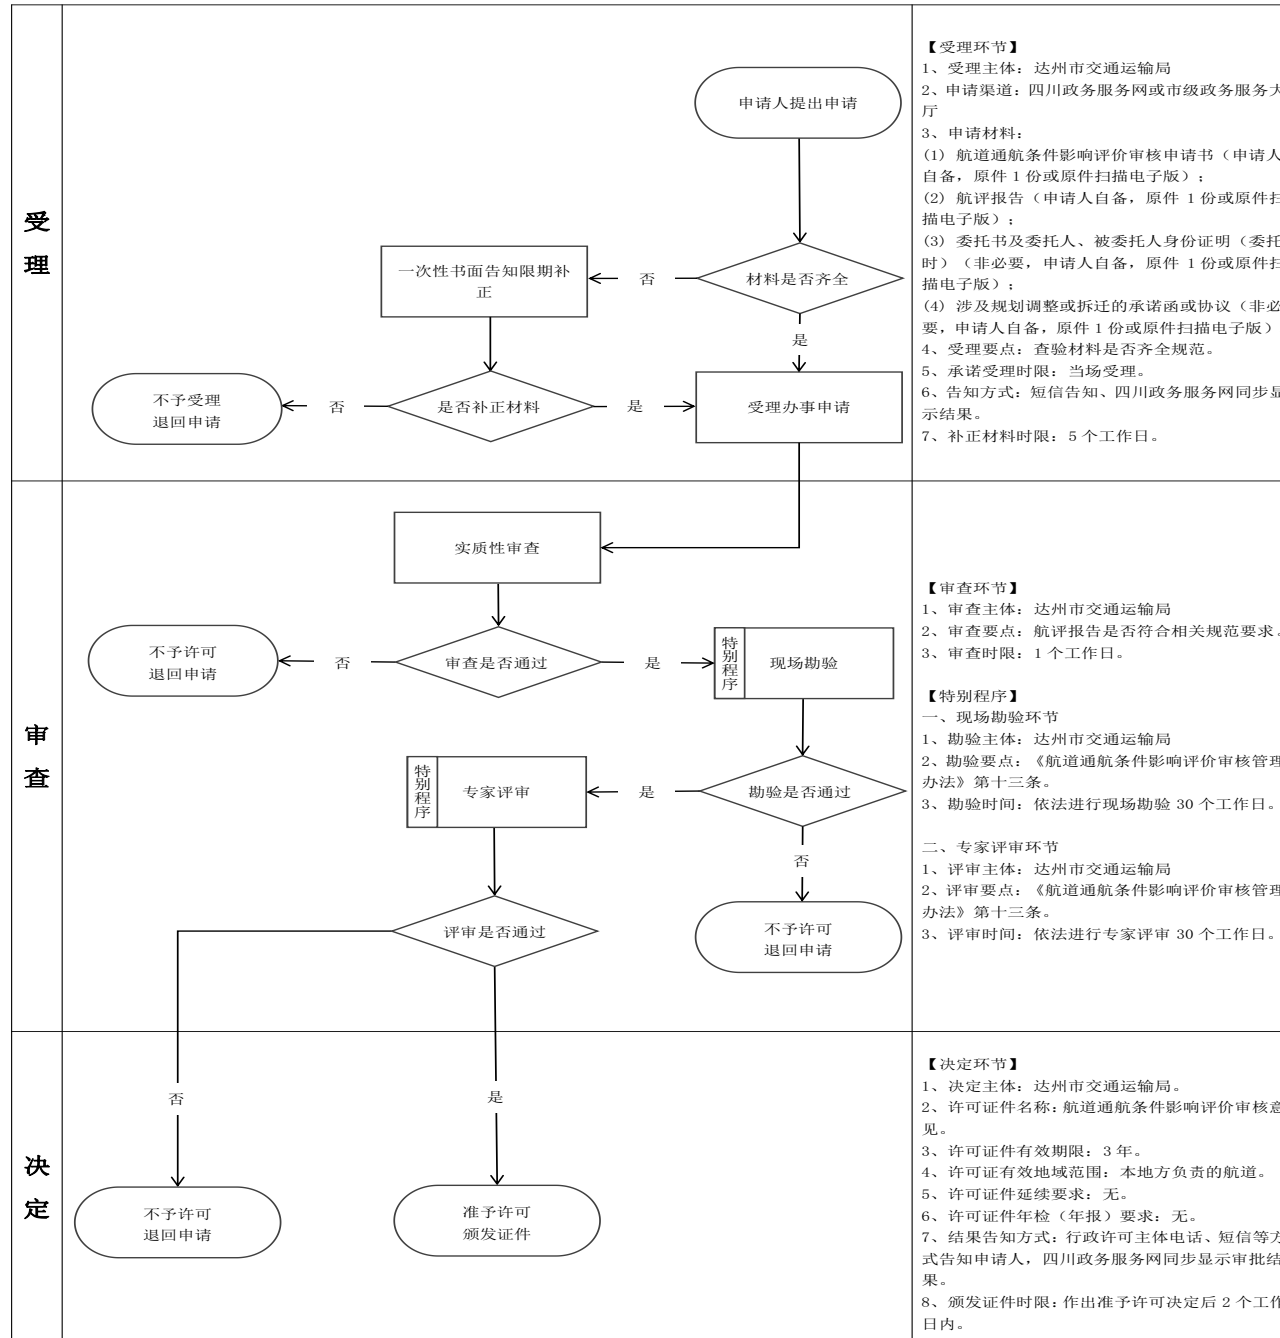 受
理
申请人提出申请
材料是否齐全
否
一次性书面告知限期补
正
是
是否补正材料
否
不予受理
退回申请
是
受理办事申请
【受理环节】
1、受理主体：达州市交通运输局
2、申请渠道：四川政务服务网或市级政务服务大
厅
3、申请材料：
(1) 航道通航条件影响评价审核申请书（申请人
自备，原件 1 份或原件扫描电子版）；
(2) 航评报告（申请人自备，原件 1 份或原件扫
描电子版）；
(3) 委托书及委托人、被委托人身份证明（委托
时）（非必要，申请人自备，原件 1 份或原件扫
描电子版）；
(4) 涉及规划调整或拆迁的承诺函或协议（非必
要，申请人自备，原件 1 份或原件扫描电子版）
4、受理要点：查验材料是否齐全规范。
5、承诺受理时限：当场受理。
6、告知方式：短信告知、四川政务服务网同步显
示结果。
7、补正材料时限：5 个工作日。
审
查
实质性审查
审查是否通过
否
不予许可
退回申请
是
特别程序
现场勘验
勘验是否通过
是
特别程序
专家评审
否
不予许可
退回申请
评审是否通过
【审查环节】
1、审查主体：达州市交通运输局
2、审查要点：航评报告是否符合相关规范要求。
3、审查时限：1 个工作日。
【特别程序】
一、现场勘验环节
1、勘验主体：达州市交通运输局
2、勘验要点：《航道通航条件影响评价审核管理
办法》第十三条。
3、勘验时间：依法进行现场勘验 30 个工作日。
二、专家评审环节
1、评审主体：达州市交通运输局
2、评审要点：《航道通航条件影响评价审核管理
办法》第十三条。
3、评审时间：依法进行专家评审 30 个工作日。
决
定
否
是
不予许可
退回申请
准予许可
颁发证件
【决定环节】
1、决定主体：达州市交通运输局。
2、许可证件名称：航道通航条件影响评价审核意
见。
3、许可证件有效期限：3 年。
4、许可证有效地域范围：本地方负责的航道。
5、许可证件延续要求：无。
6、许可证件年检（年报）要求：无。
7、结果告知方式：行政许可主体电话、短信等方
式告知申请人，四川政务服务网同步显示审批结
果。
8、颁发证件时限：作出准予许可决定后 2 个工作
日内。